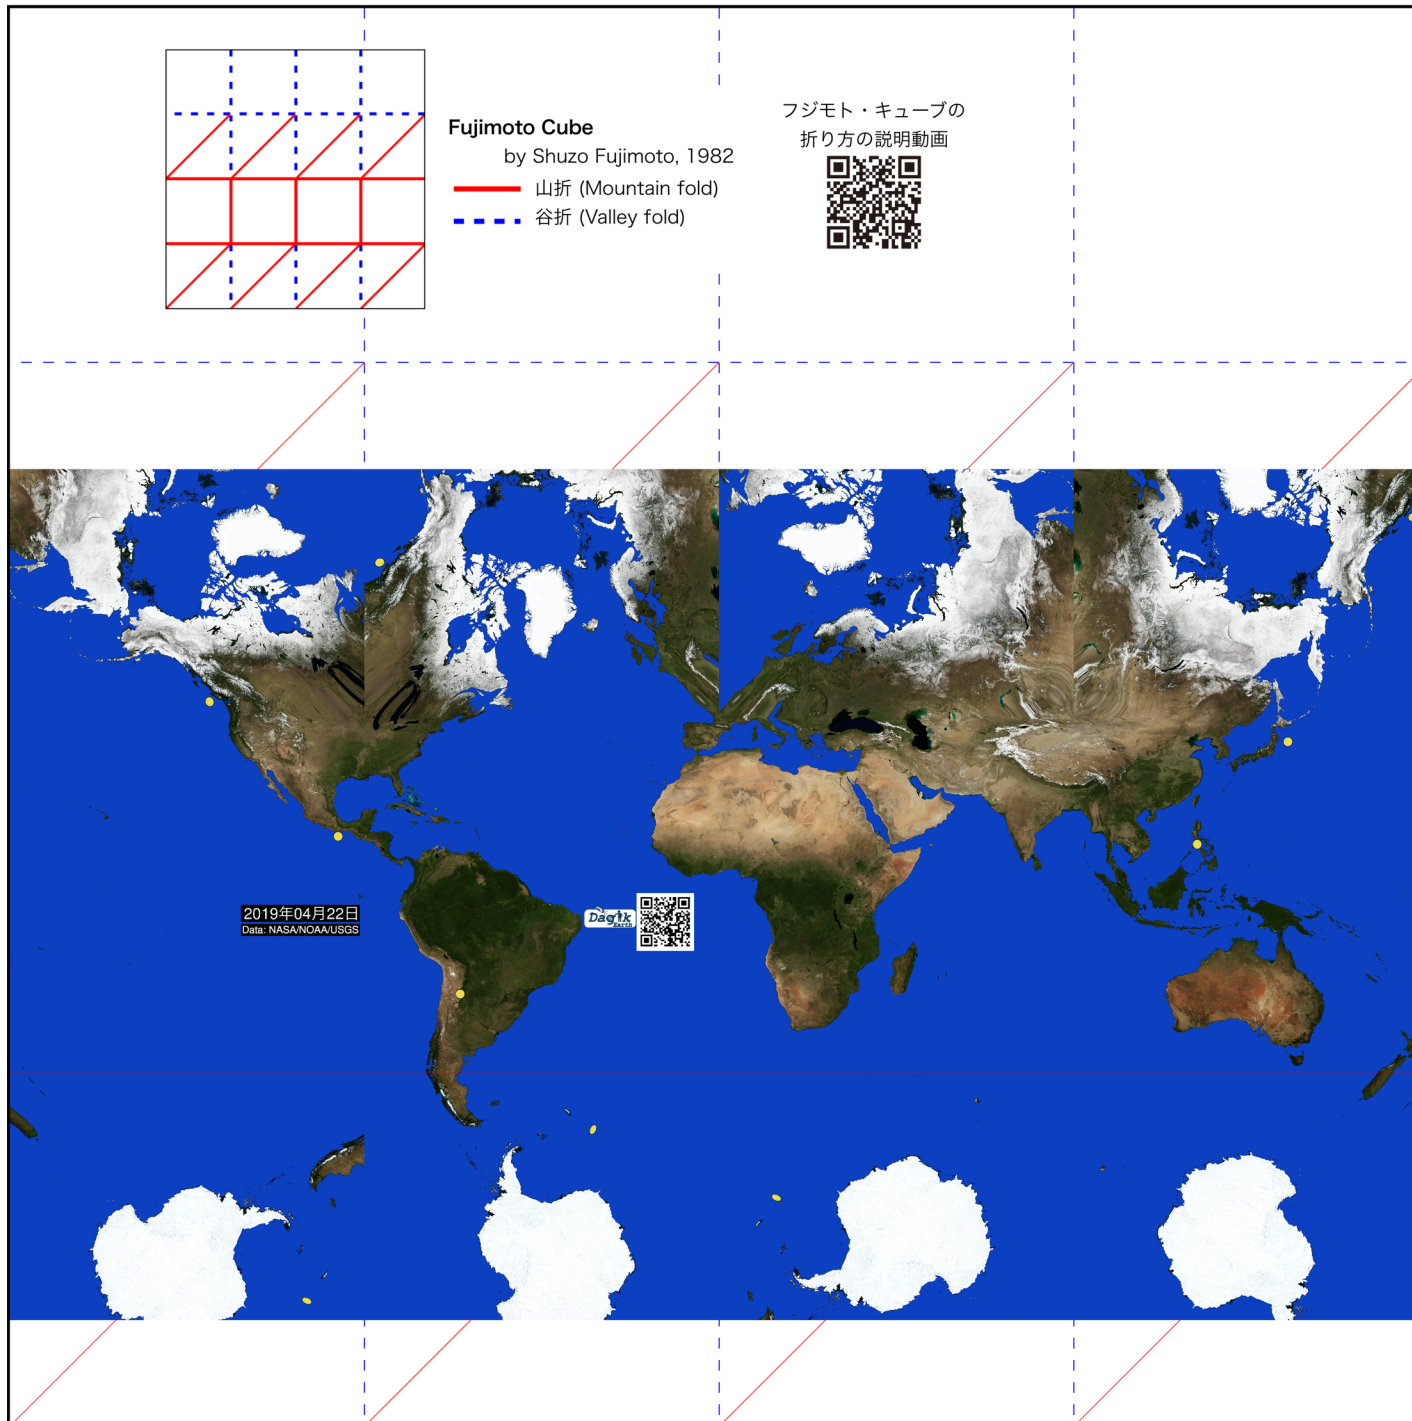 Fujimoto Cube
by Shuzo Fujimoto, 1982
山折 (Mountain fold)
谷折 (Valley fold)
フジモト・キューブの
折り方の説明動画
2019年04月22日
Data: NASA/NOAA/USGS
Dagik
Earth